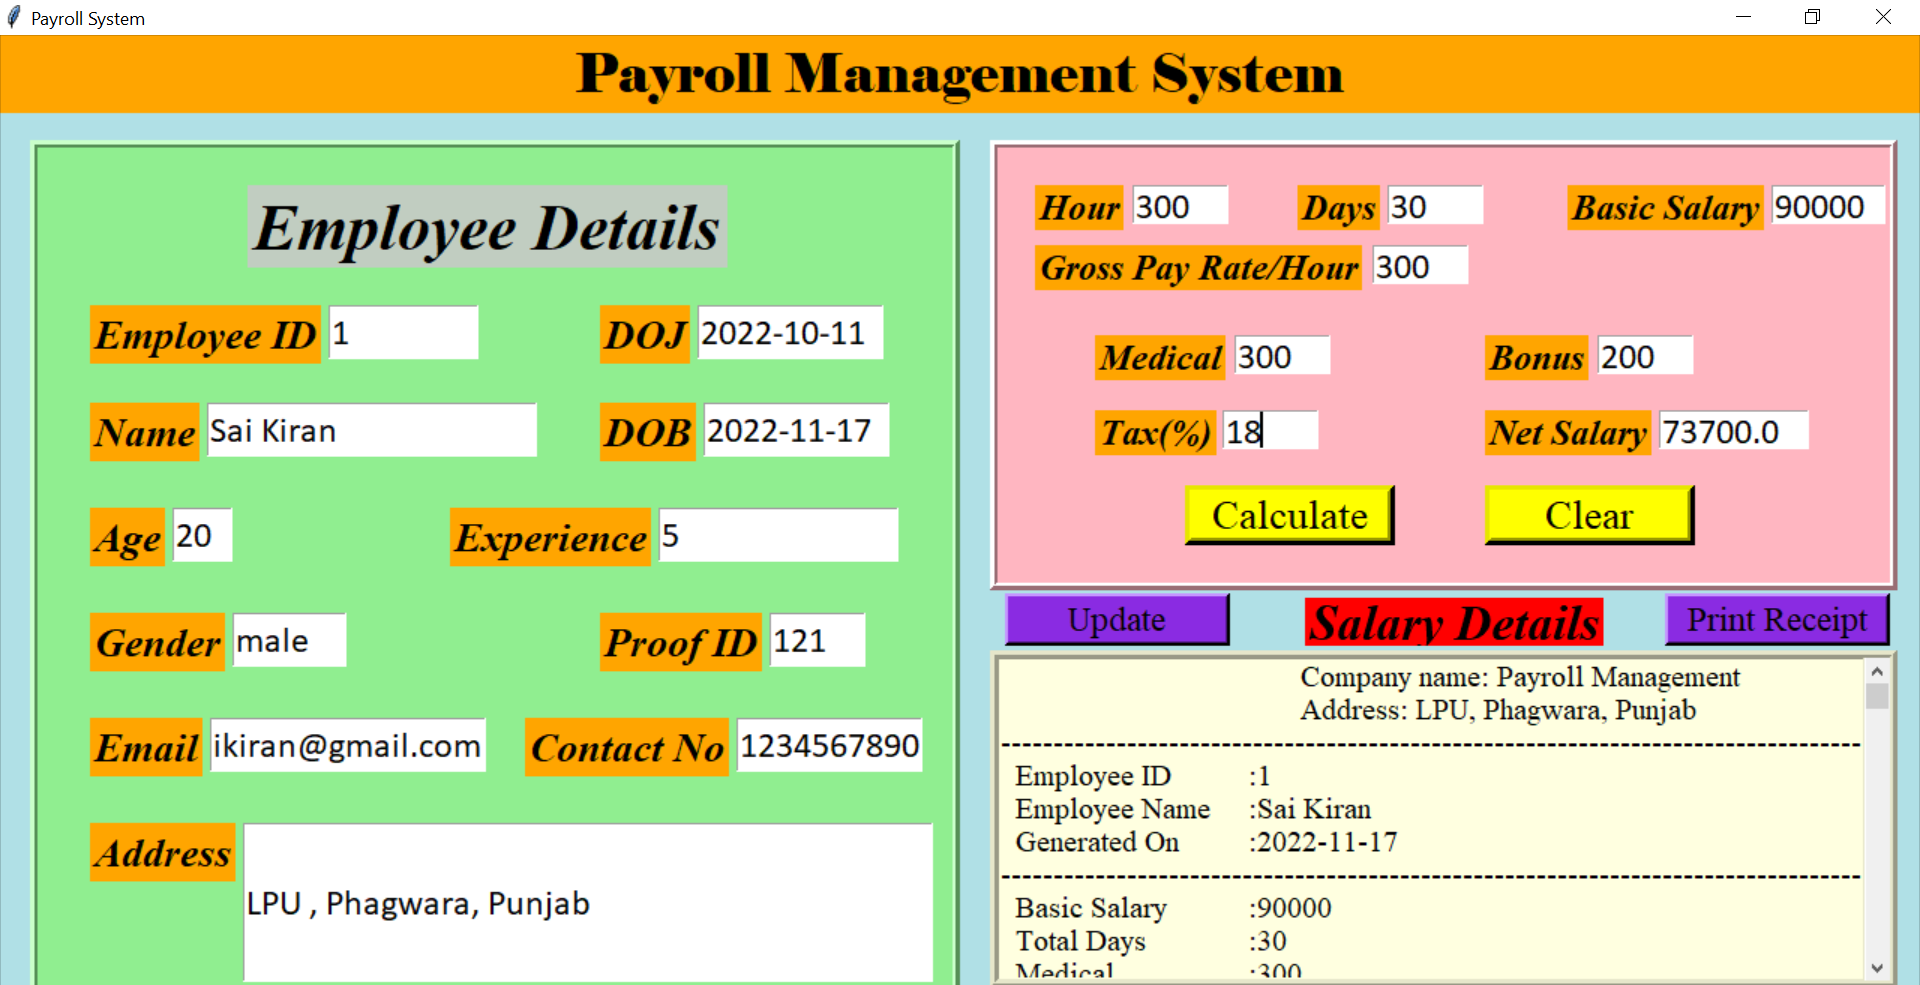 Payroll System
Payroll Management System
Employee Details
Employee ID 1 DOJ 2022-10-11
Name Sai Kiran DOB 2022-11-17
Age 20 Experience 5
Gender male Proof ID 121
Email ikiran@gmail.com Contact No 1234567890
Address LPU , Phagwara, Punjab
Hour 300 Days 30 Basic Salary 90000
Gross Pay Rate/Hour 300
Medical 300 Bonus 200
Tax(%) 18 Net Salary 73700.0
Calculate Clear
Update Salary Details Print Receipt
Company name: Payroll Management
Address: LPU, Phagwara, Punjab
Employee ID :1
Employee Name :Sai Kiran
Generated On :2022-11-17
Basic Salary :90000
Total Days :30
Medical :300